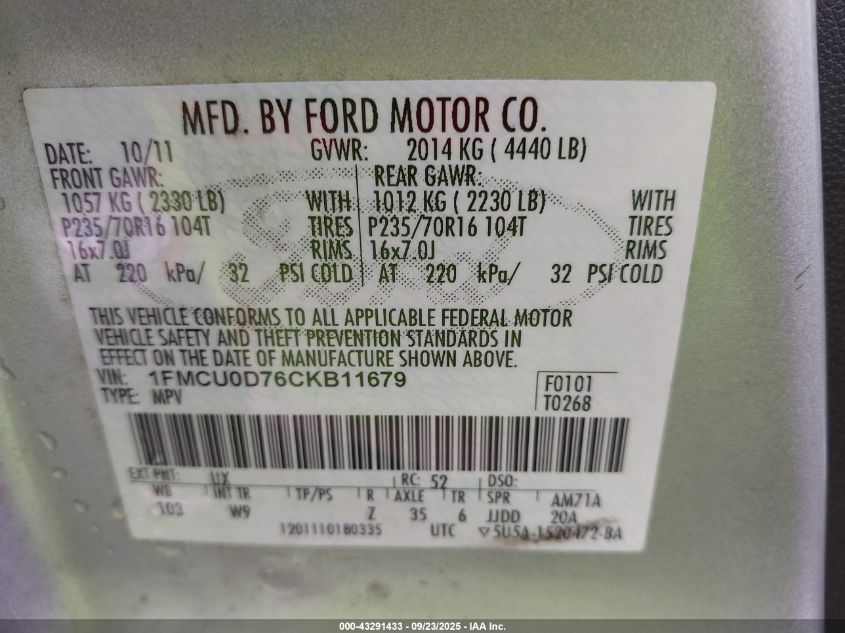 MFD. BY FORD MOTOR CO.
DATE: 10/11 GVWR: 2014 KG ( 4440 LB)
FRONT GAWR: REAR GAWR:
1057 KG ( 2330 LB) WITH 1012 KG ( 2230 LB) WITH
P235/70R16 104T TIRES P235/70R16 104T TIRES
16x7.0J RIMS 16x7.0J RIMS
AT 220 kPa/ 32 PSI COLD AT 220 kPa/ 32 PSI COLD
THIS VEHICLE CONFORMS TO ALL APPLICABLE FEDERAL MOTOR
VEHICLE SAFETY AND THEFT PREVENTION STANDARDS IN
EFFECT ON THE DATE OF MANUFACTURE SHOWN ABOVE.
VIN: 1FMCU0D76CKB11679 F0101
TYPE: MPV T0268
EXT PNT: UX RC: 52 DSO:
WB INT TR TP/PS R AXLE TR SPR AM71A
103 W9 Z 35 6 JJDD 20A
1201110180335 UTC ▽5U5A-1520472-BA
000-43291433 - 09/23/2025 - IAA Inc.